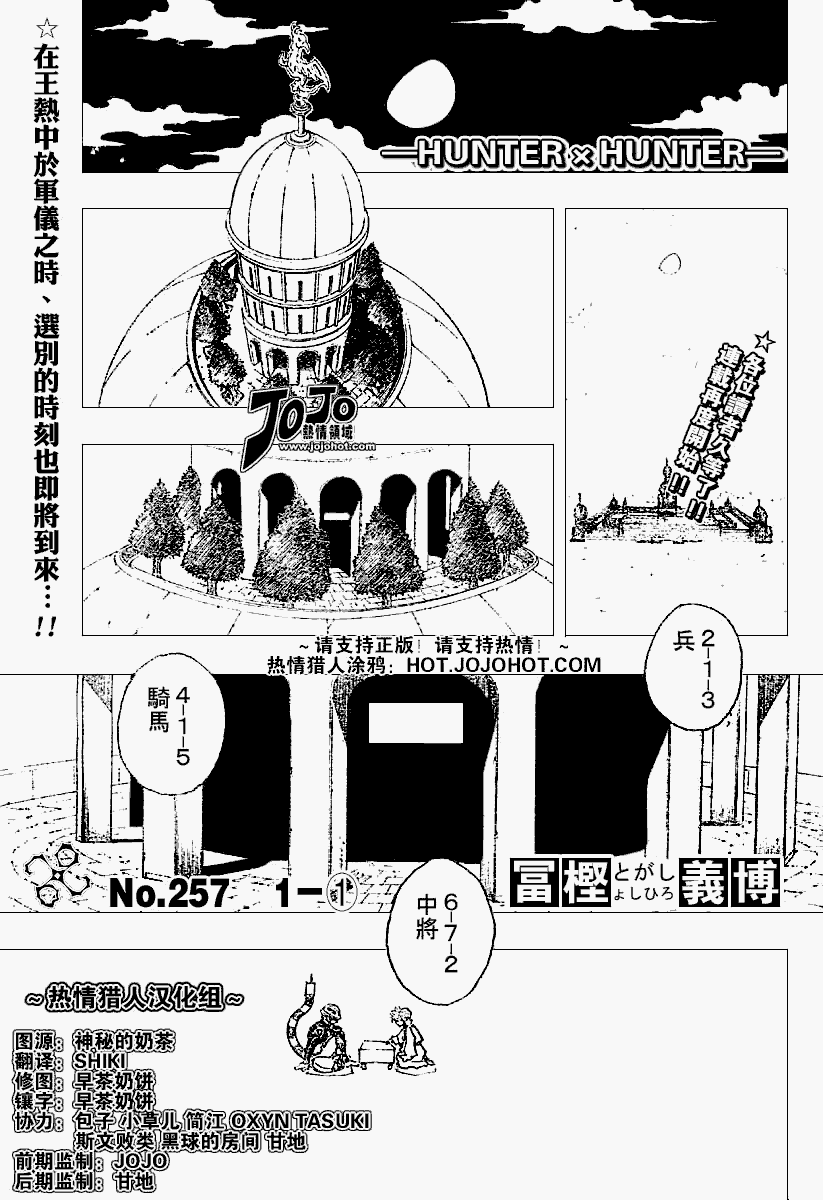 ☆在王熱中於軍儀之時、選別的時刻也即將到來…!!
HUNTER×HUNTER
☆各位讀者久等了!!
連載再度開始!!
JOJO
熱情領域
www.jojohot.com
~请支持正版! 请支持热情! ~
热情猎人涂鸦: HOT.JOJOHOT.COM
2-1-3
兵
4-1-5
騎馬
6-7-2
中將
No.257 1-①
冨樫義博
とがし
よしひろ
~热情猎人汉化组~
图源: 神秘的奶茶
翻译: SHIKI
修图: 早茶奶饼
镶字: 早茶奶饼
协力: 包子 小草儿 简江 OXYN TASUKI
斯文败类 黑球的房间 甘地
前期监制: JOJO
后期监制: 甘地